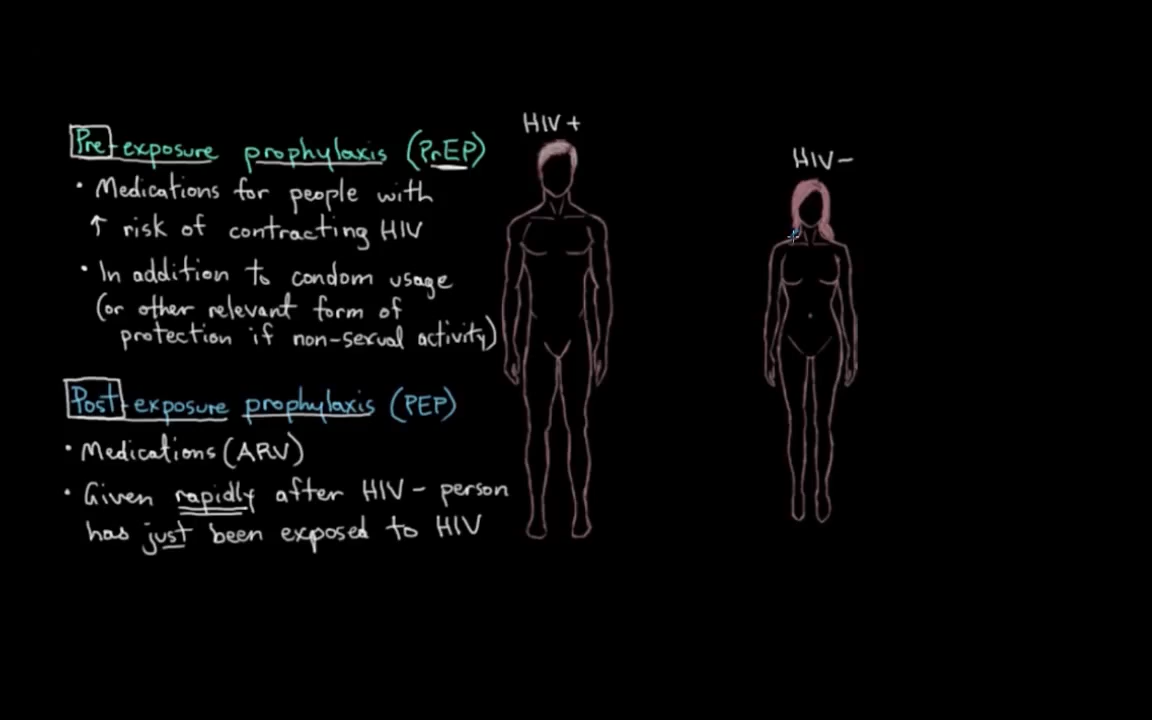 Pre-exposure prophylaxis (PrEP)
• Medications for people with
↑ risk of contracting HIV
• In addition to condom usage
(or other relevant form of
protection if non-sexual activity)
Post-exposure prophylaxis (PEP)
• Medications (ARV)
• Given rapidly after HIV- person
has just been exposed to HIV
HIV+
HIV-